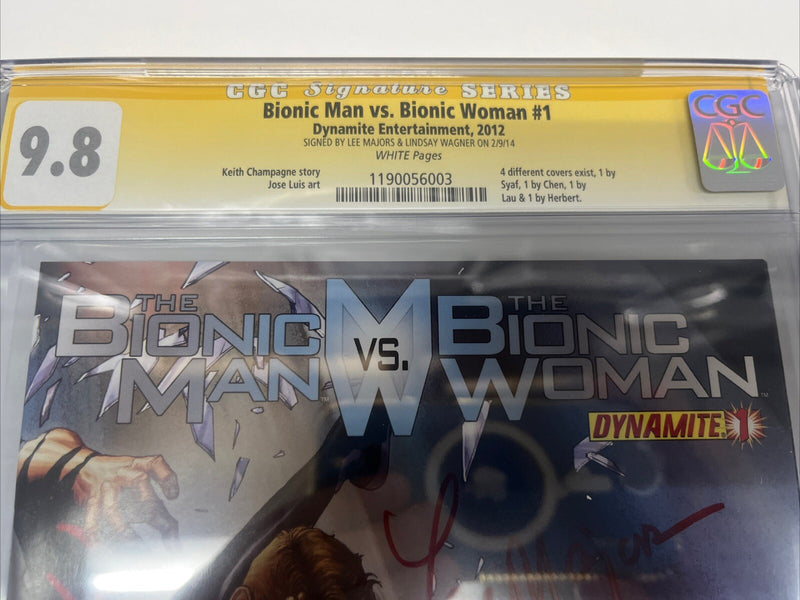 CGC Signature SERIES
9.8
Bionic Man vs. Bionic Woman #1
Dynamite Entertainment, 2012
SIGNED BY LEE MAJORS & LINDSAY WAGNER ON 2/9/14
WHITE Pages
Keith Champagne story
Jose Luis art
1190056003
4 different covers exist, 1 by
Syaf, 1 by Chen, 1 by
Lau & 1 by Herbert.
CGC
THE
BIONIC
MAN™
VS.
THE
BIONIC
WOMAN™
DYNAMITE. 1
L Majors